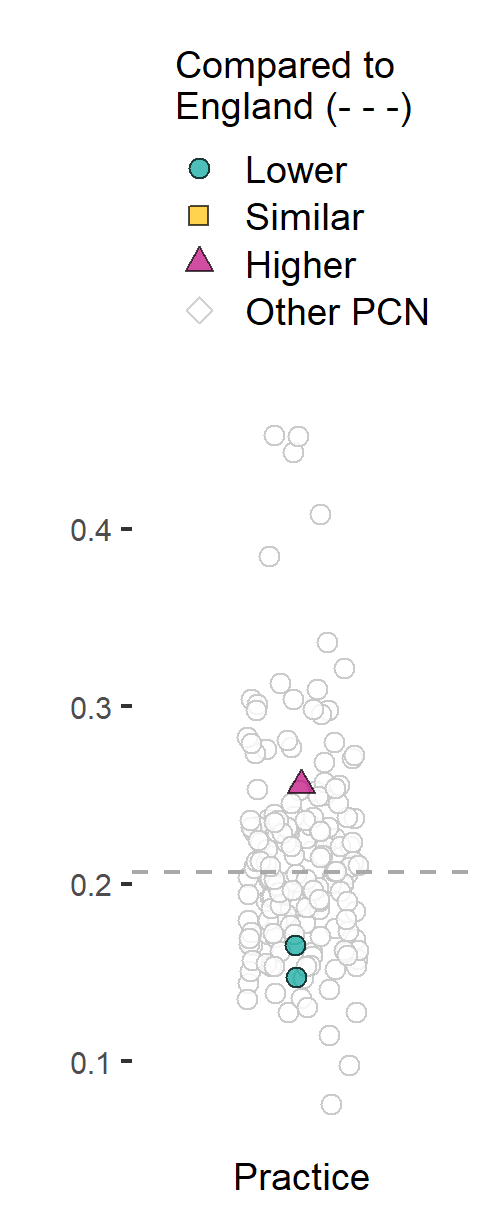 Compared to
England (- - -)
Lower
Similar
Higher
Other PCN
0.4
0.3
0.2
0.1
Practice